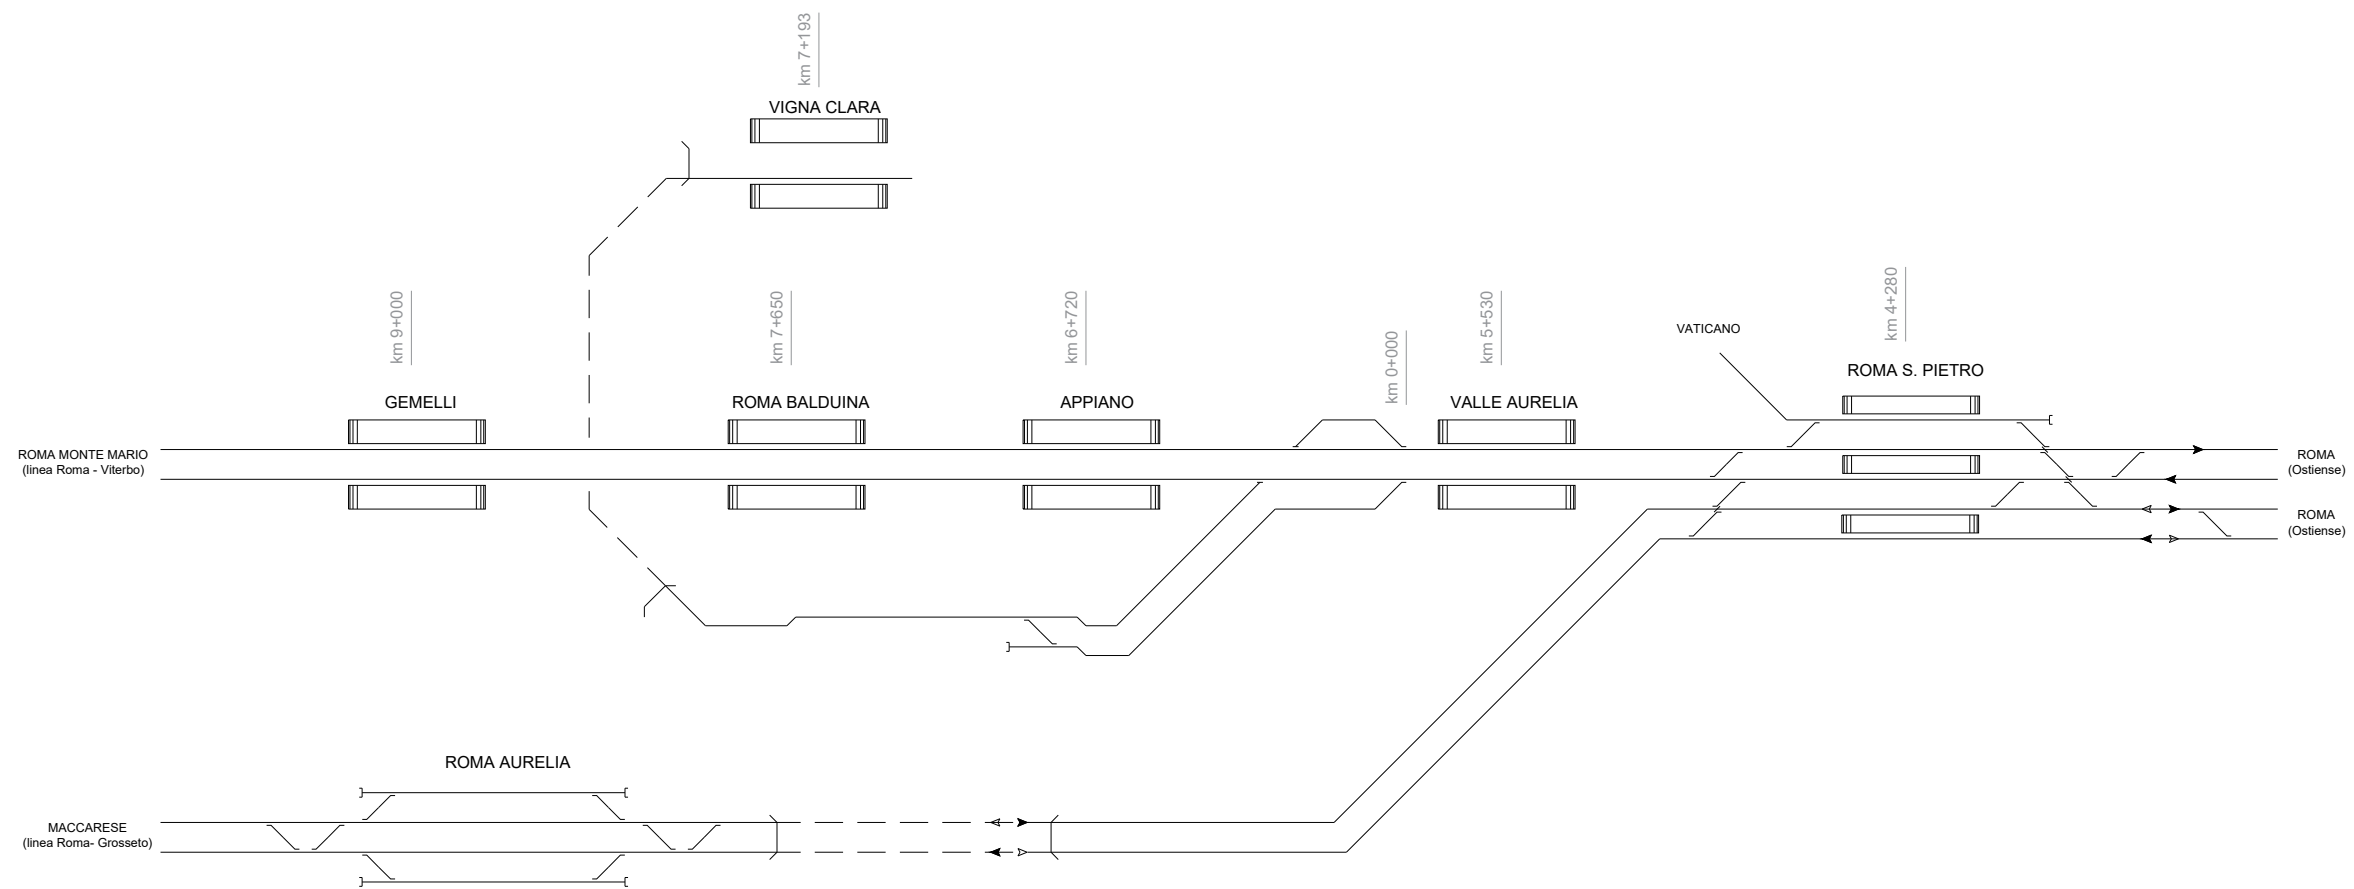 km 7+193
VIGNA CLARA
km 9+000
km 7+650
km 6+720
km 0+000
km 5+530
km 4+280
VATICANO
ROMA S. PIETRO
GEMELLI
ROMA BALDUINA
APPIANO
VALLE AURELIA
ROMA MONTE MARIO
(linea Roma - Viterbo)
ROMA
(Ostiense)
ROMA
(Ostiense)
ROMA AURELIA
MACCARESE
(linea Roma- Grosseto)